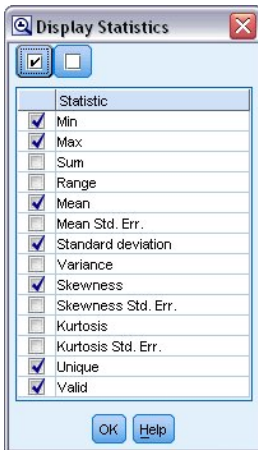 Display Statistics
Statistic
Min
Max
Sum
Range
Mean
Mean Std. Err.
Standard deviation
Variance
Skewness
Skewness Std. Err.
Kurtosis
Kurtosis Std. Err.
Unique
Valid
OK Help